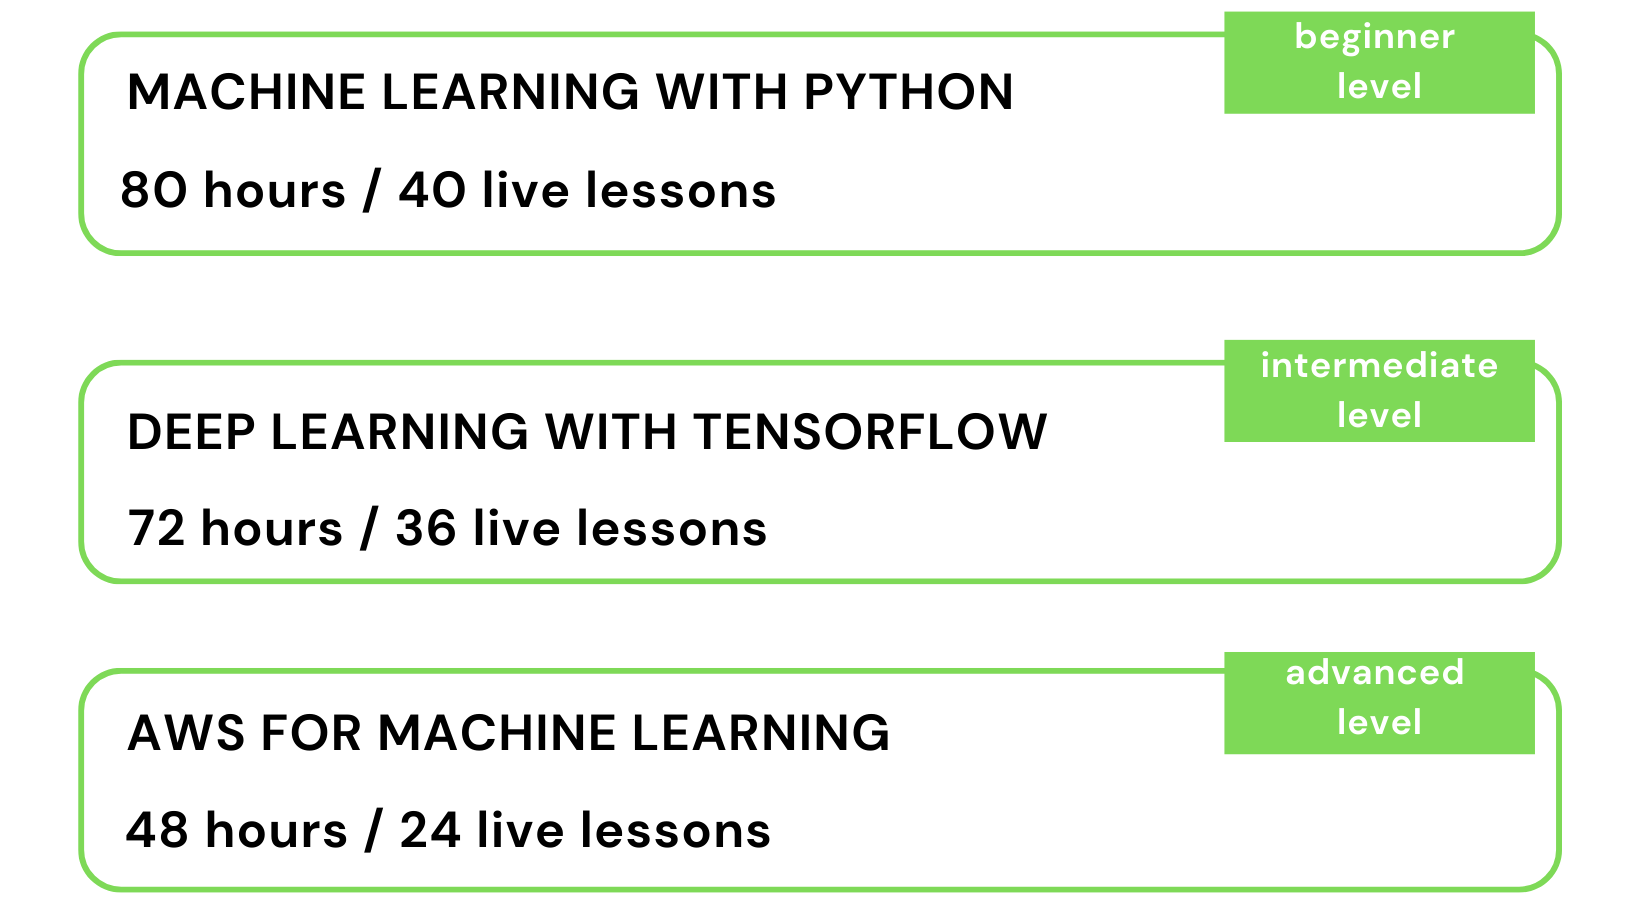 beginner
level
MACHINE LEARNING WITH PYTHON
80 hours / 40 live lessons
intermediate
level
DEEP LEARNING WITH TENSORFLOW
72 hours / 36 live lessons
advanced
level
AWS FOR MACHINE LEARNING
48 hours / 24 live lessons